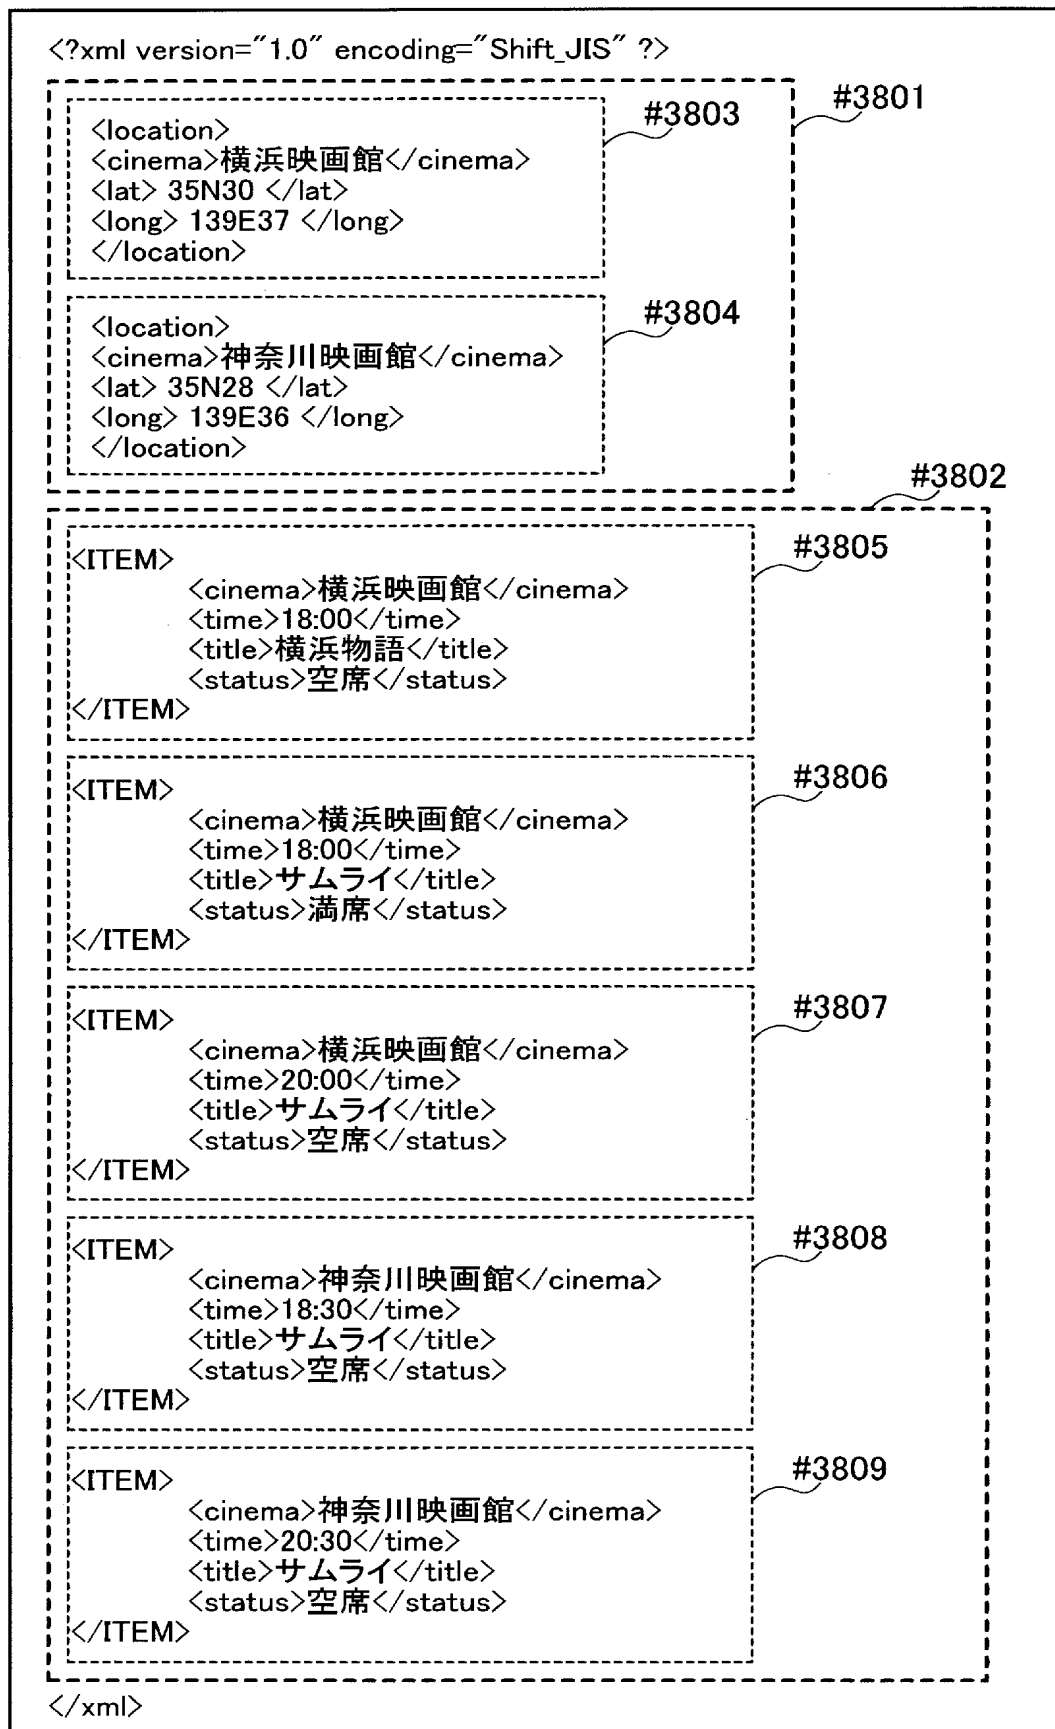 <?xml version="1.0" encoding="Shift_JIS" ?>
#3801
#3803
<location>
<cinema>横浜映画館</cinema>
<lat> 35N30 </lat>
<long> 139E37 </long>
</location>
#3804
<location>
<cinema>神奈川映画館</cinema>
<lat> 35N28 </lat>
<long> 139E36 </long>
</location>
#3802
#3805
<ITEM>
<cinema>横浜映画館</cinema>
<time>18:00</time>
<title>横浜物語</title>
<status>空席</status>
</ITEM>
#3806
<ITEM>
<cinema>横浜映画館</cinema>
<time>18:00</time>
<title>サムライ</title>
<status>満席</status>
</ITEM>
#3807
<ITEM>
<cinema>横浜映画館</cinema>
<time>20:00</time>
<title>サムライ</title>
<status>空席</status>
</ITEM>
#3808
<ITEM>
<cinema>神奈川映画館</cinema>
<time>18:30</time>
<title>サムライ</title>
<status>空席</status>
</ITEM>
#3809
<ITEM>
<cinema>神奈川映画館</cinema>
<time>20:30</time>
<title>サムライ</title>
<status>空席</status>
</ITEM>
</xml>